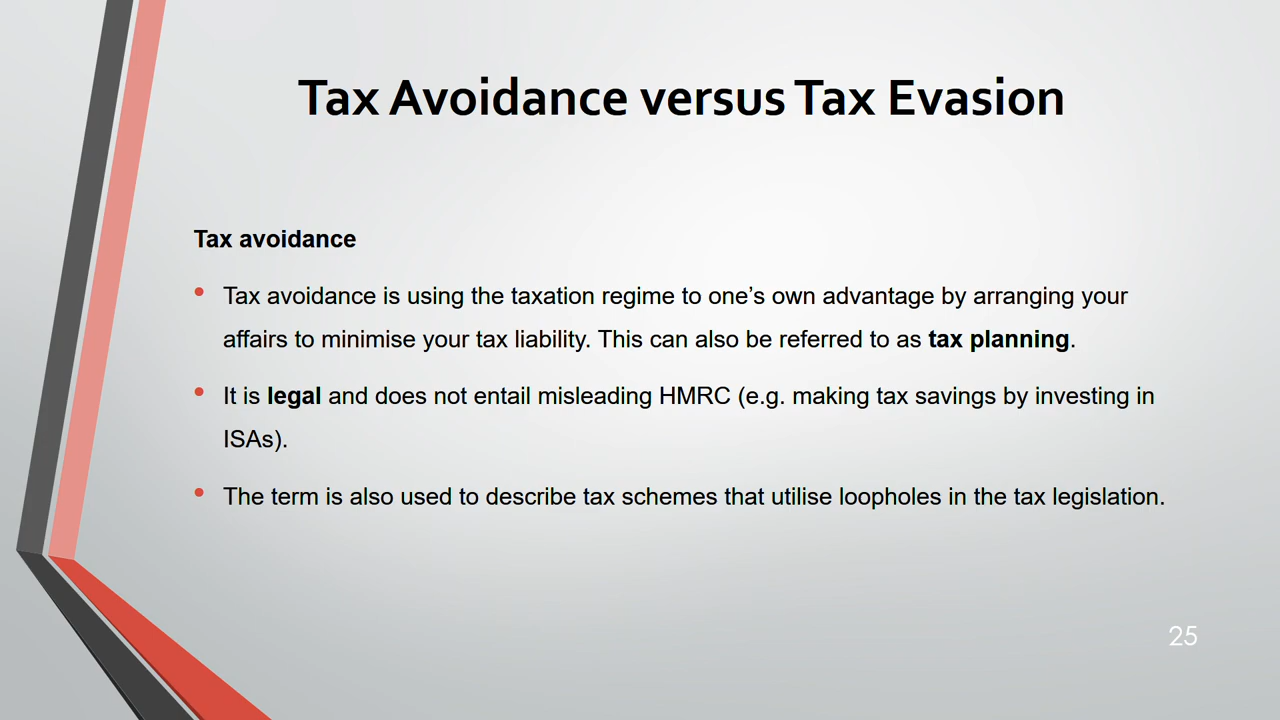 Tax Avoidance versus Tax Evasion
Tax avoidance
• Tax avoidance is using the taxation regime to one’s own advantage by arranging your
affairs to minimise your tax liability. This can also be referred to as tax planning.
• It is legal and does not entail misleading HMRC (e.g. making tax savings by investing in
ISAs).
• The term is also used to describe tax schemes that utilise loopholes in the tax legislation.
25